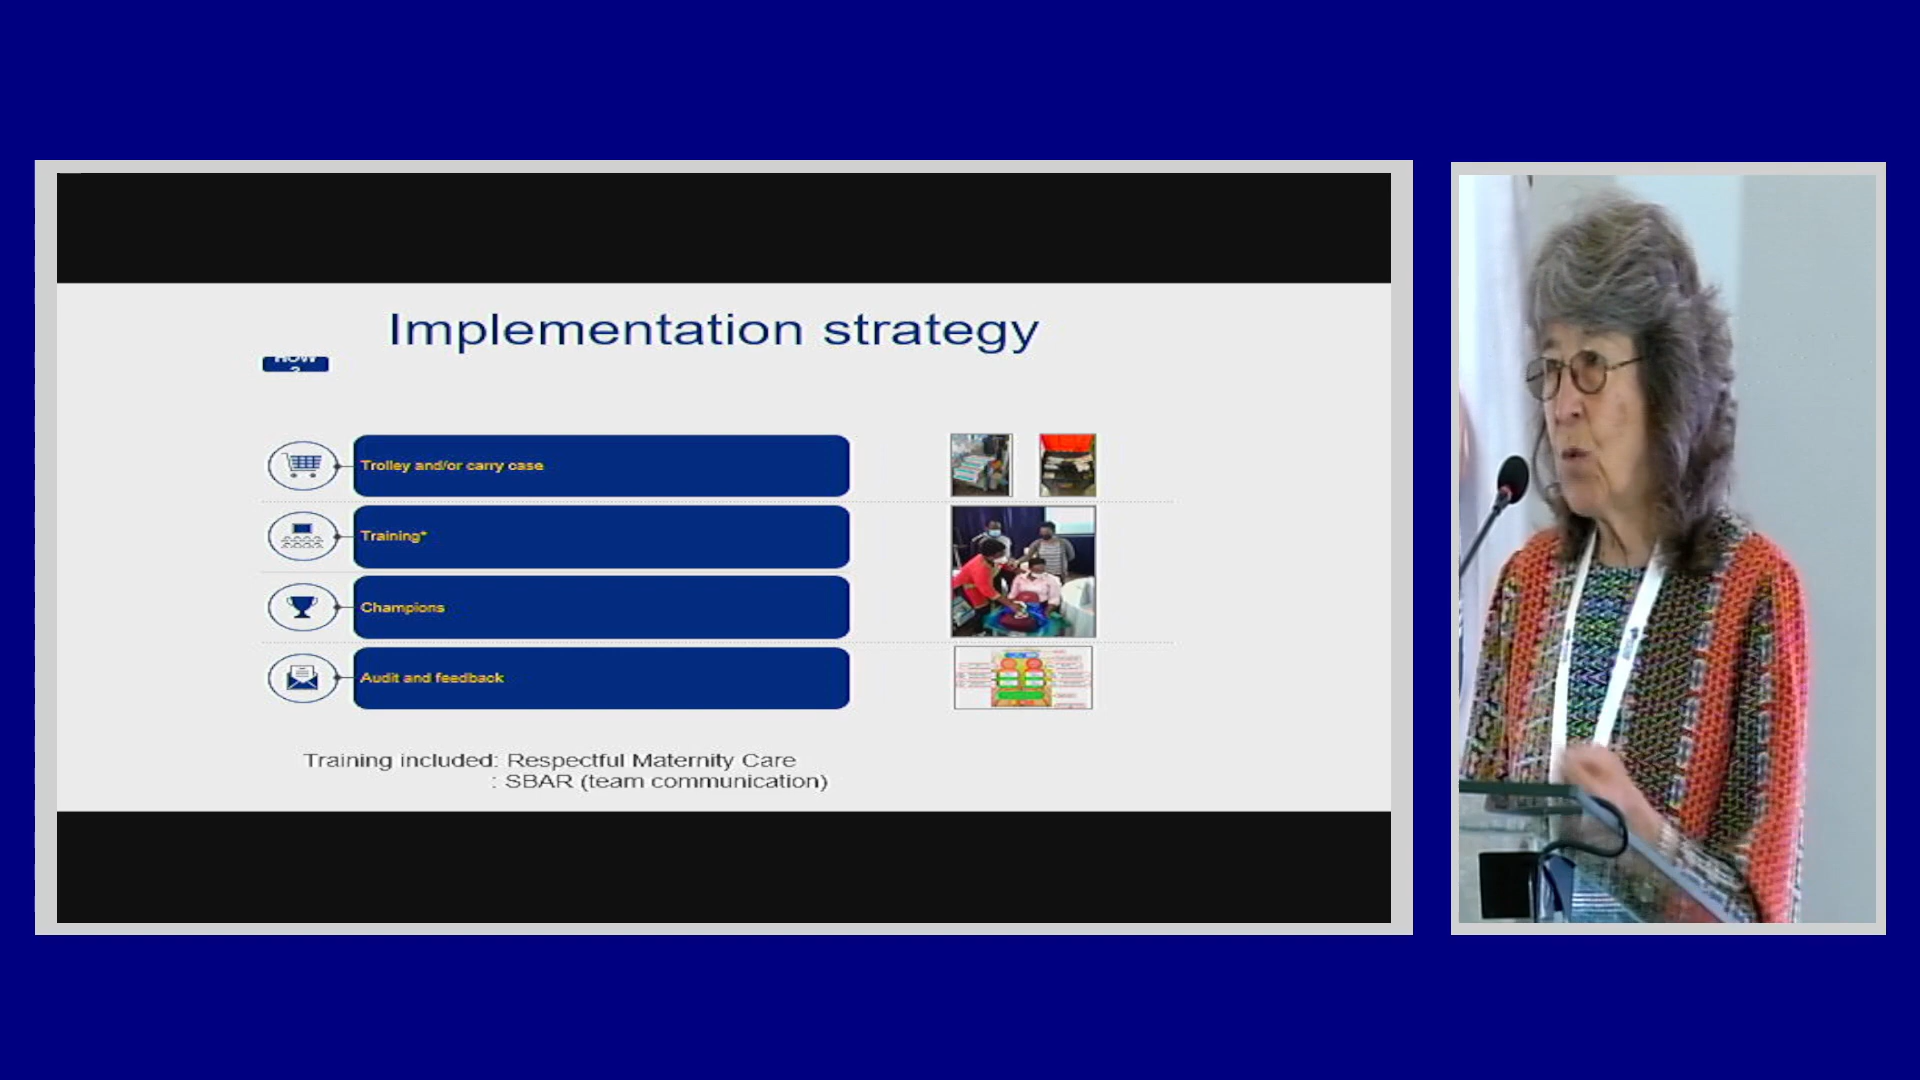 Implementation strategy
HOW
?
Trolley and/or carry case
Training*
Champions
Audit and feedback
Training included: Respectful Maternity Care
: SBAR (team communication)